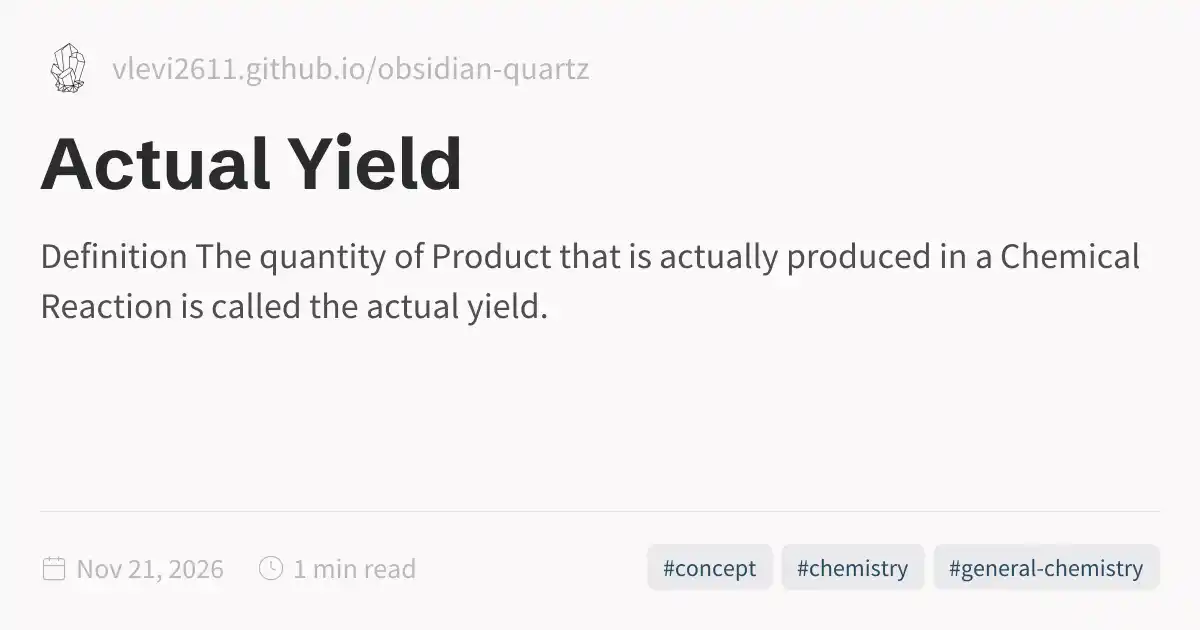 vlevi2611.github.io/obsidian-quartz
Actual Yield
Definition The quantity of Product that is actually produced in a Chemical
Reaction is called the actual yield.
Nov 21, 2026 1 min read #concept #chemistry #general-chemistry